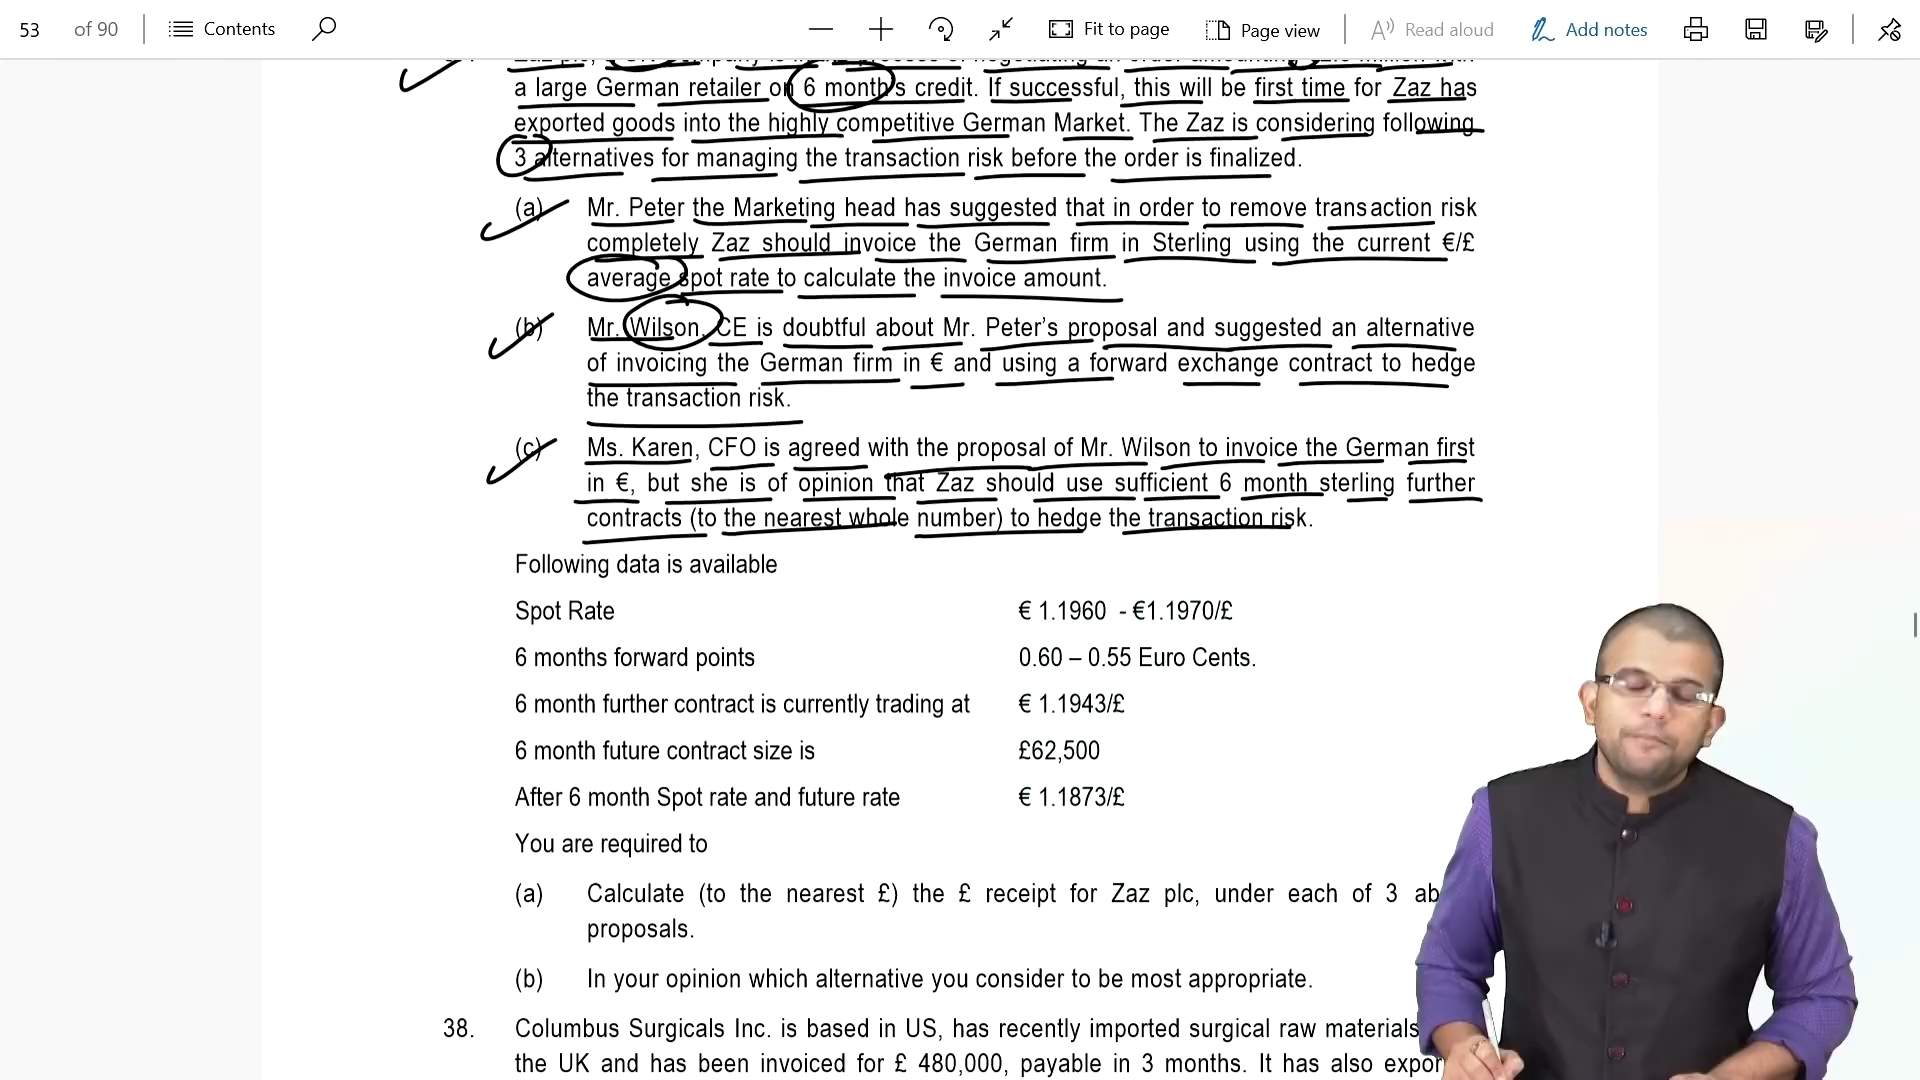 53 of 90 Contents Fit to page Page view Read aloud Add notes
a large German retailer on 6 month's credit. If successful, this will be first time for Zaz has
exported goods into the highly competitive German Market. The Zaz is considering following
3 alternatives for managing the transaction risk before the order is finalized.
(a) Mr. Peter the Marketing head has suggested that in order to remove transaction risk
completely Zaz should invoice the German firm in Sterling using the current €/£
average spot rate to calculate the invoice amount.
(b) Mr. Wilson, CE is doubtful about Mr. Peter's proposal and suggested an alternative
of invoicing the German firm in € and using a forward exchange contract to hedge
the transaction risk.
(c) Ms. Karen, CFO is agreed with the proposal of Mr. Wilson to invoice the German first
in €, but she is of opinion that Zaz should use sufficient 6 month sterling further
contracts (to the nearest whole number) to hedge the transaction risk.
Following data is available
Spot Rate € 1.1960 - €1.1970/£
6 months forward points 0.60 – 0.55 Euro Cents.
6 month further contract is currently trading at € 1.1943/£
6 month future contract size is £62,500
After 6 month Spot rate and future rate € 1.1873/£
You are required to
(a) Calculate (to the nearest £) the £ receipt for Zaz plc, under each of 3 ab
proposals.
(b) In your opinion which alternative you consider to be most appropriate.
38. Columbus Surgicals Inc. is based in US, has recently imported surgical raw materials
the UK and has been invoiced for £ 480,000, payable in 3 months. It has also expor